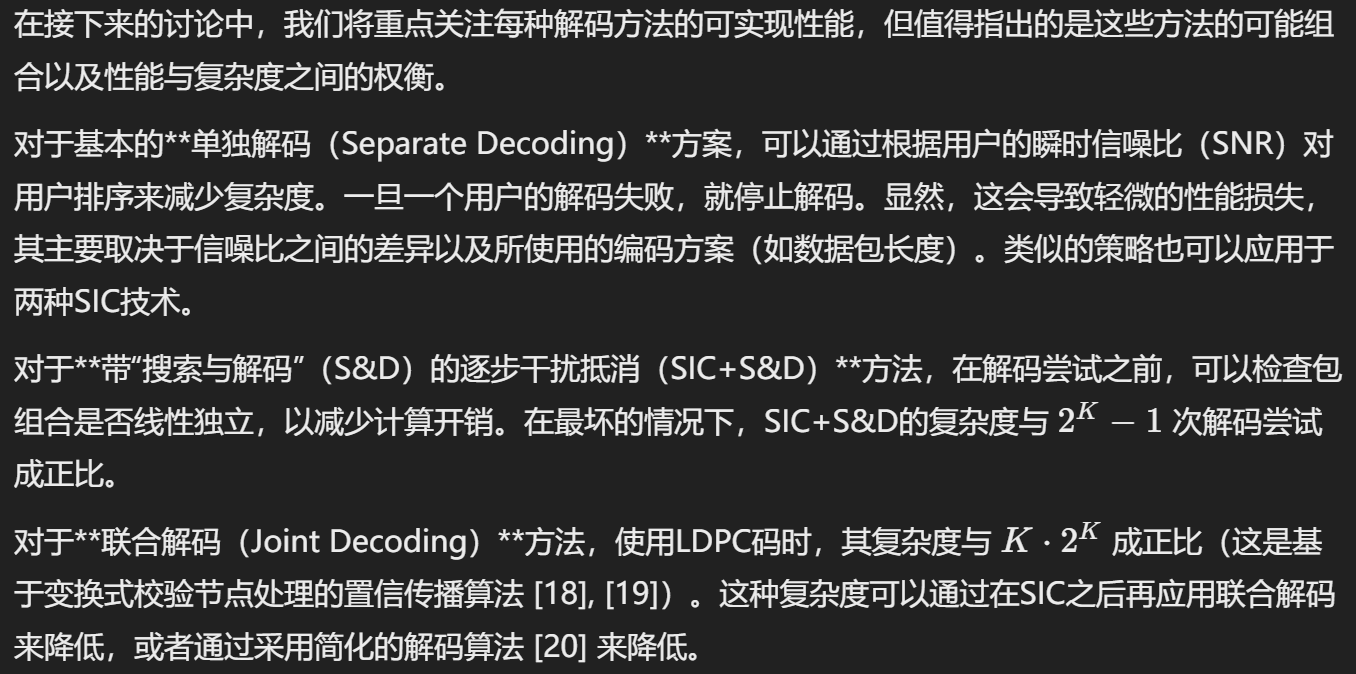 在接下来的讨论中，我们将重点关注每种解码方法的可实现性能，但值得指出的是这些方法的可能组
合以及性能与复杂度之间的权衡。
对于基本的**单独解码（Separate Decoding）**方案，可以通过根据用户的瞬时信噪比（SNR）对
用户排序来减少复杂度。一旦一个用户的解码失败，就停止解码。显然，这会导致轻微的性能损失，
其主要取决于信噪比之间的差异以及所使用的编码方案（如数据包长度）。类似的策略也可以应用于
两种SIC技术。
对于**带“搜索与解码”（S&D）的逐步干扰抵消（SIC+S&D）**方法，在解码尝试之前，可以检查包
组合是否线性独立，以减少计算开销。在最坏的情况下，SIC+S&D的复杂度与 2^K − 1 次解码尝试
成正比。
对于**联合解码（Joint Decoding）**方法，使用LDPC码时，其复杂度与 K · 2^K 成正比（这是基
于变换式校验节点处理的置信传播算法 [18], [19]）。这种复杂度可以通过在SIC之后再应用联合解码
来降低，或者通过采用简化的解码算法 [20] 来降低。